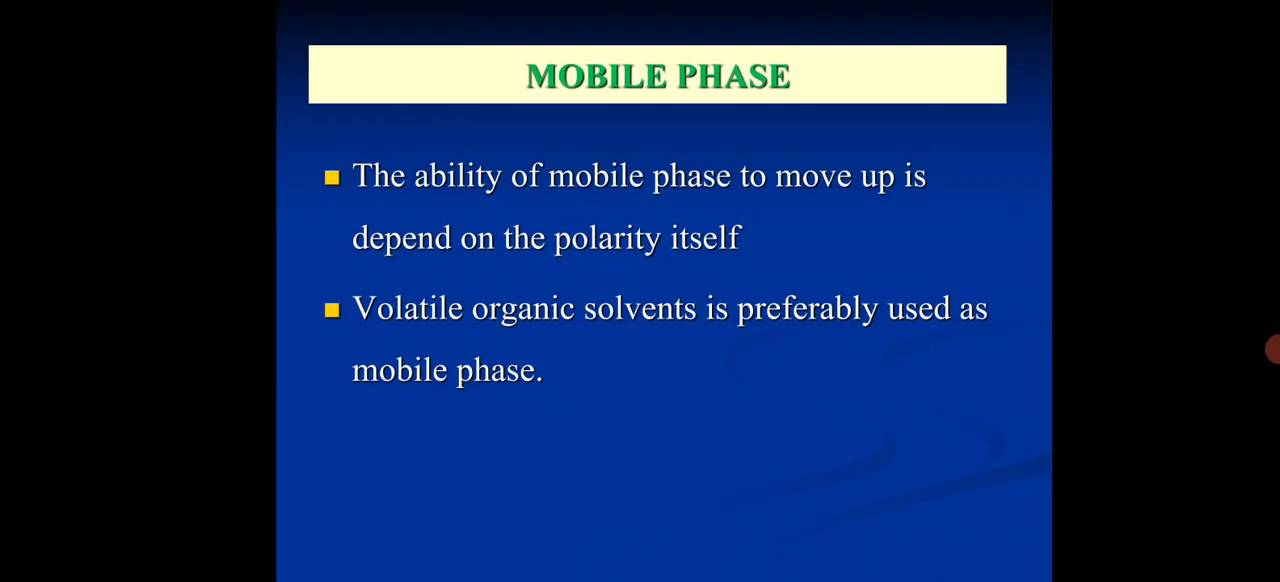 MOBILE PHASE
The ability of mobile phase to move up is
depend on the polarity itself
Volatile organic solvents is preferably used as
mobile phase.